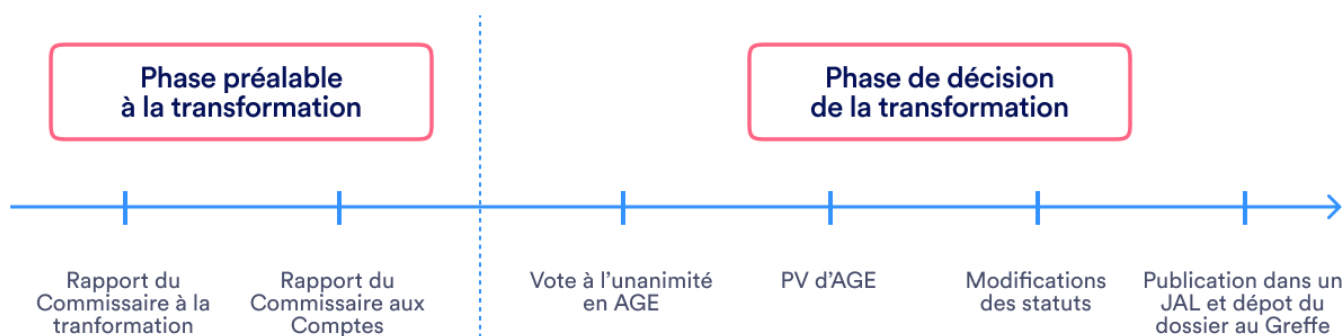 Phase préalable
à la transformation
Phase de décision
de la transformation
Rapport du
Commissaire à la
tranformation
Rapport du
Commissaire aux
Comptes
Vote à l'unanimité
en AGE
PV d'AGE
Modifications
des statuts
Publication dans un
JAL et dépot du
dossier au Greffe